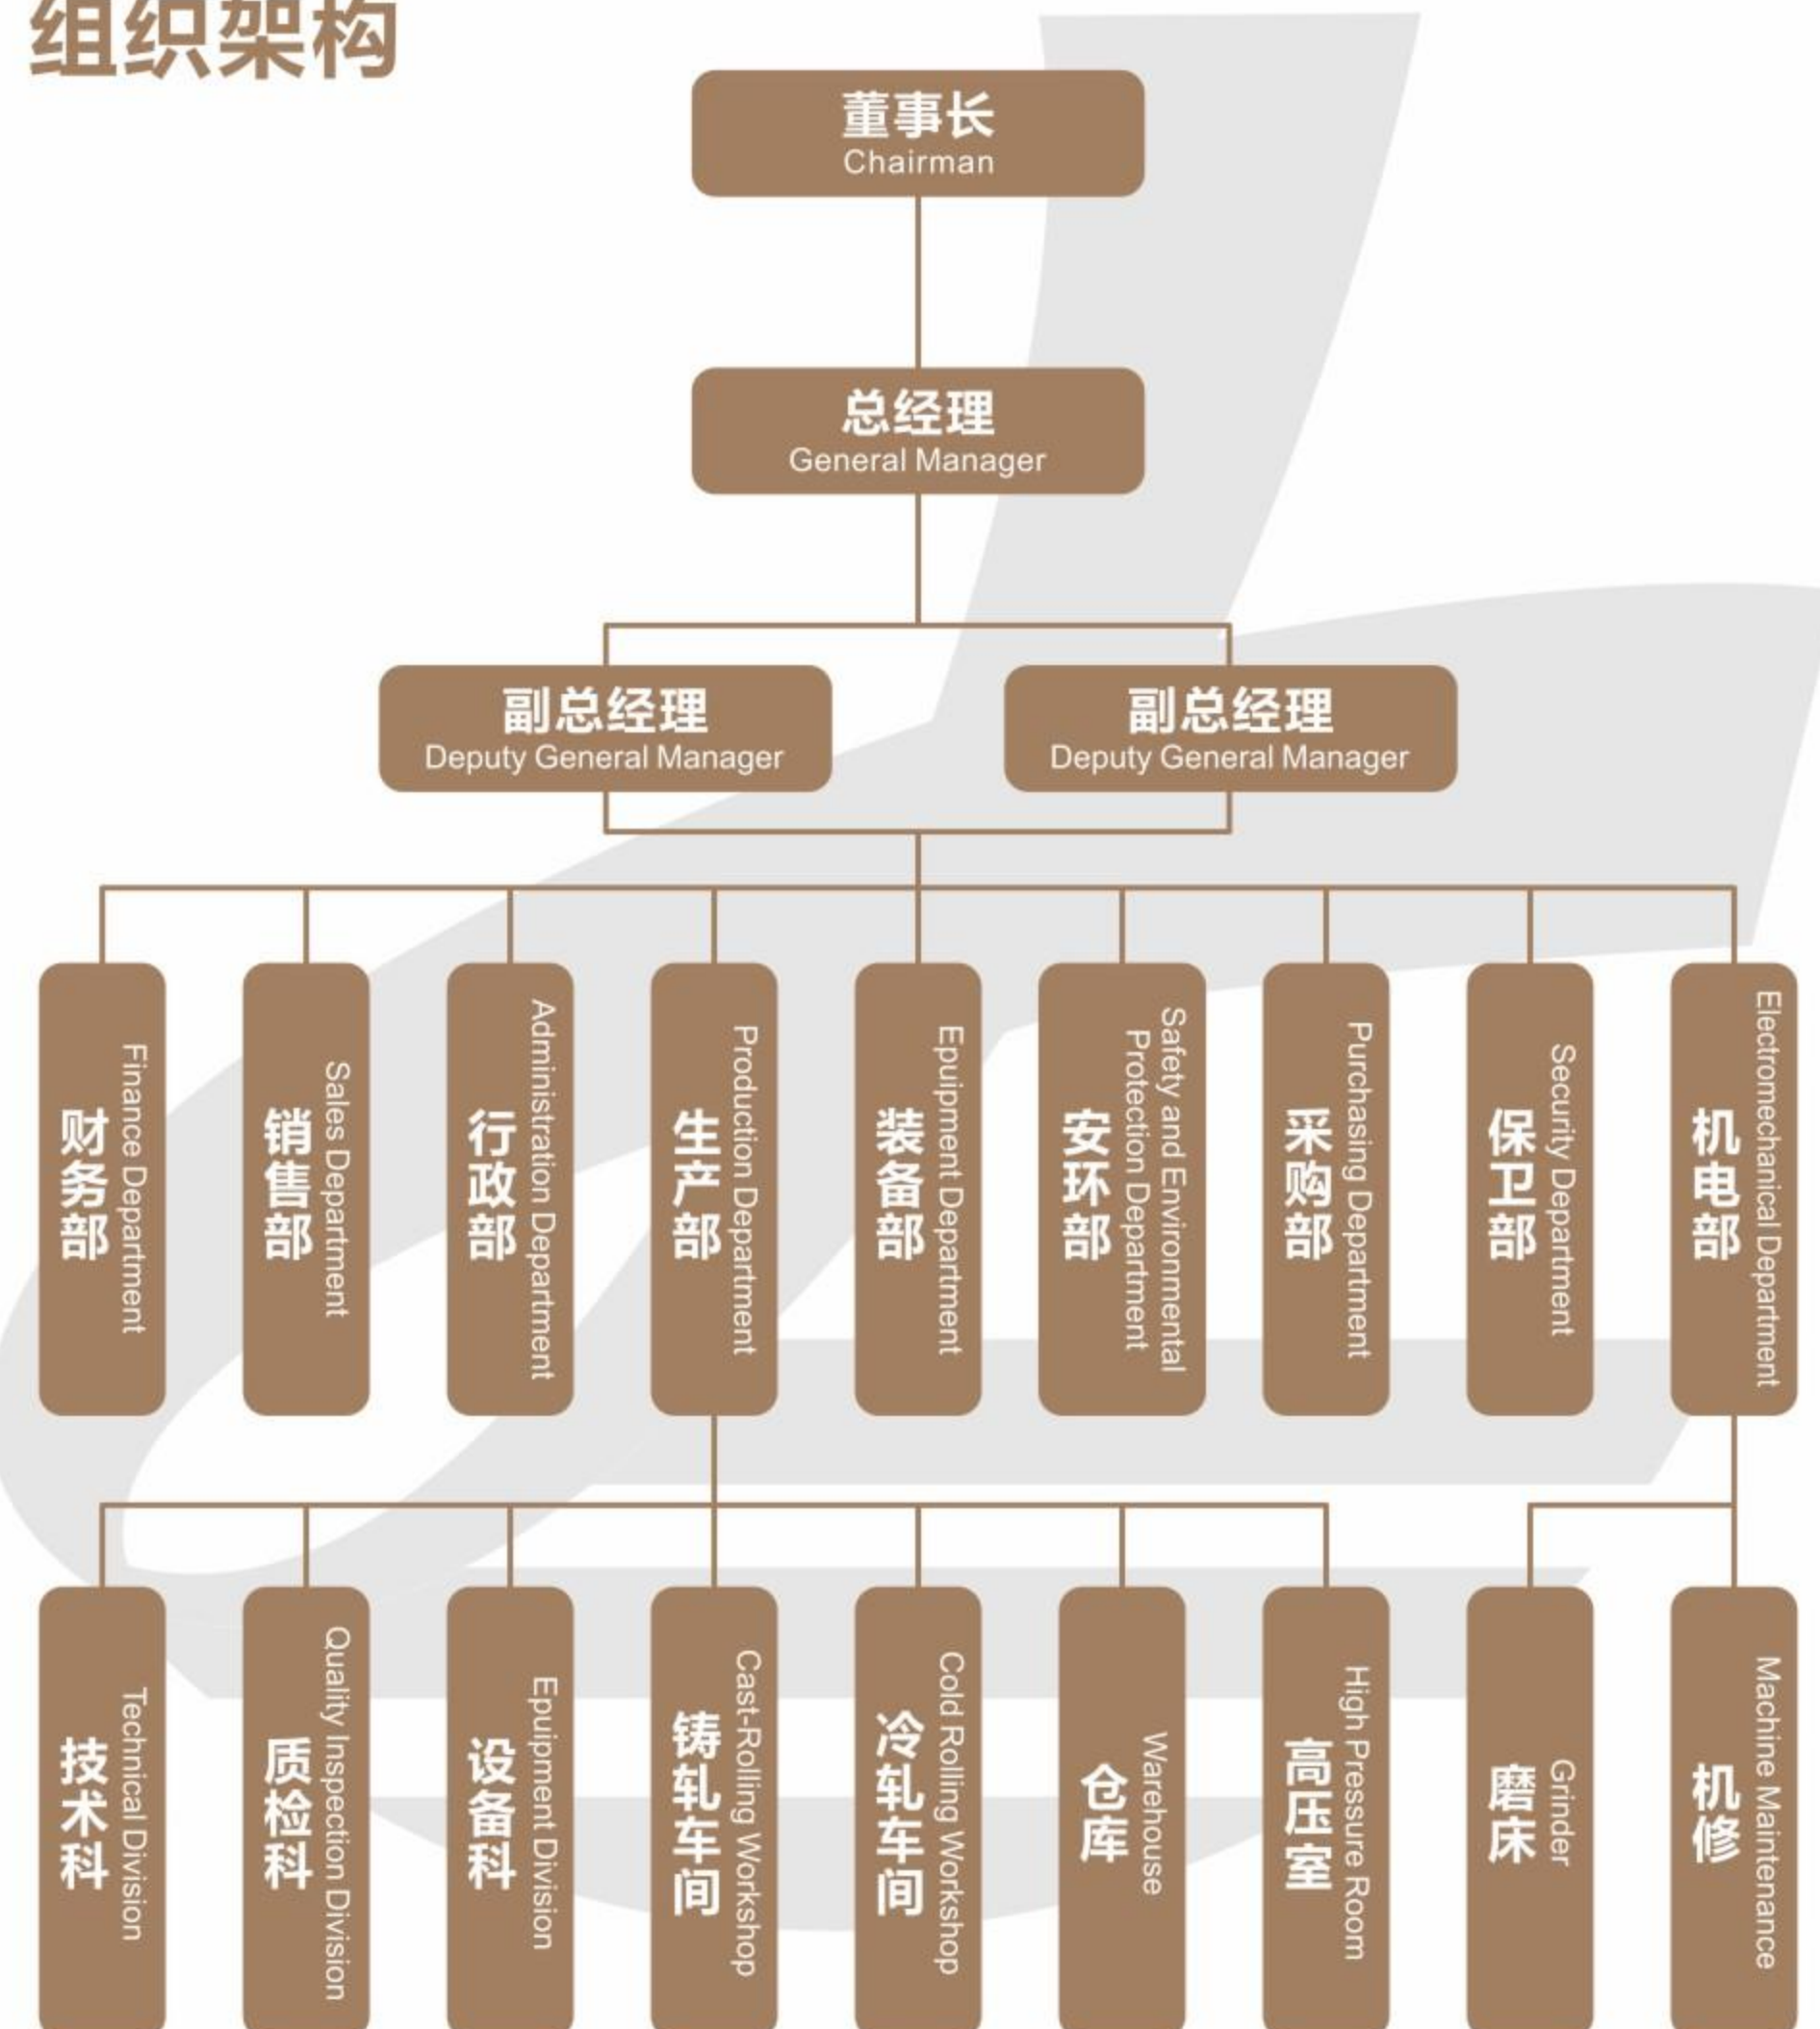 组织架构
董事长
Chairman
总经理
General Manager
副总经理
Deputy General Manager
副总经理
Deputy General Manager
财务部
Finance Department
销售部
Sales Department
行政部
Administration Department
生产部
Production Department
装备部
Epuipment Department
安环部
Safety and Environmental
Protection Department
采购部
Purchasing Department
保卫部
Security Department
机电部
Electromechanical Department
技术科
Technical Division
质检科
Quality Inspection Division
设备科
Epuipment Division
铸轧车间
Cast-Rolling Workshop
冷轧车间
Cold Rolling Workshop
仓库
Warehouse
高压室
High Pressure Room
磨床
Grinder
机修
Machine Maintenance